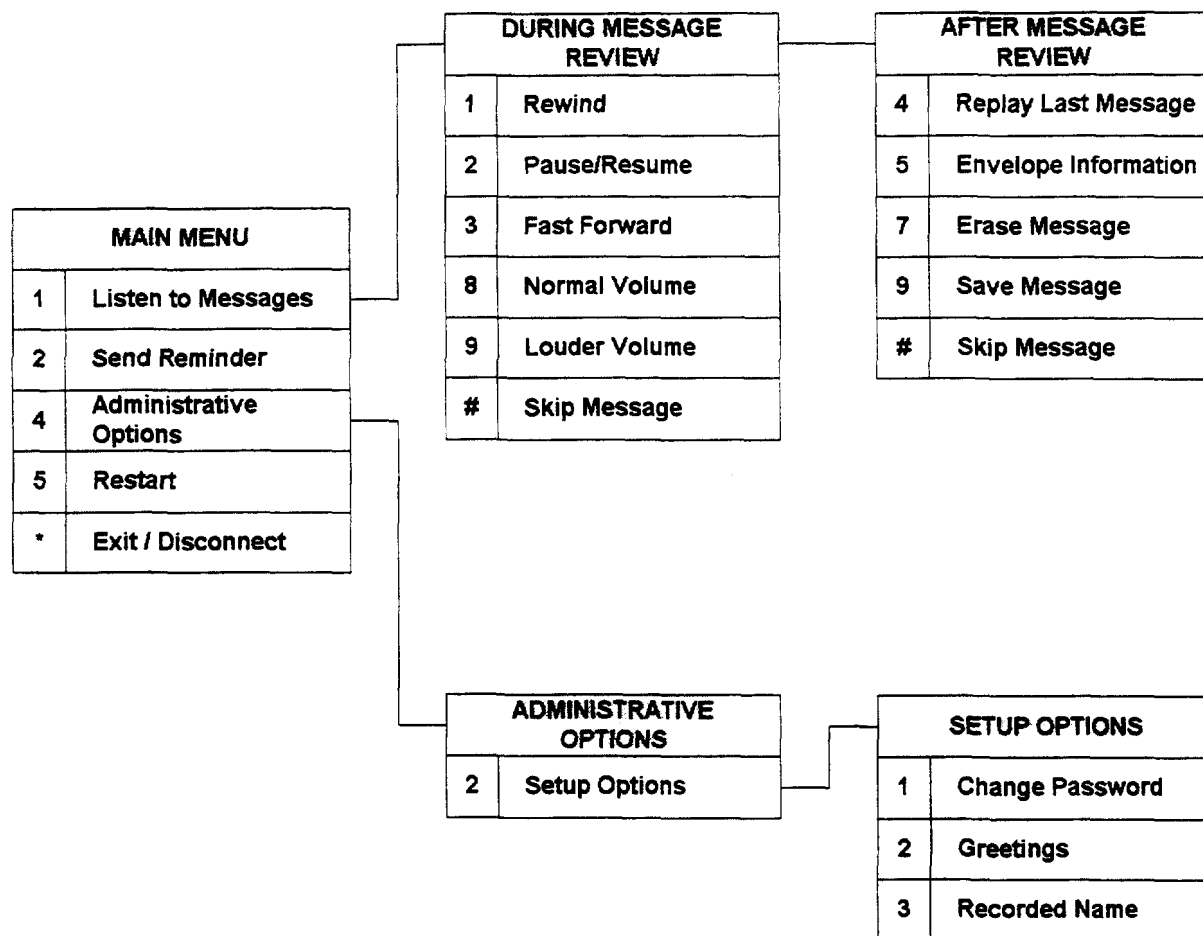 MAIN MENU
1 Listen to Messages
2 Send Reminder
4 Administrative
Options
5 Restart
* Exit / Disconnect
DURING MESSAGE
REVIEW
1 Rewind
2 Pause/Resume
3 Fast Forward
8 Normal Volume
9 Louder Volume
# Skip Message
AFTER MESSAGE
REVIEW
4 Replay Last Message
5 Envelope Information
7 Erase Message
9 Save Message
# Skip Message
ADMINISTRATIVE
OPTIONS
2 Setup Options
SETUP OPTIONS
1 Change Password
2 Greetings
3 Recorded Name